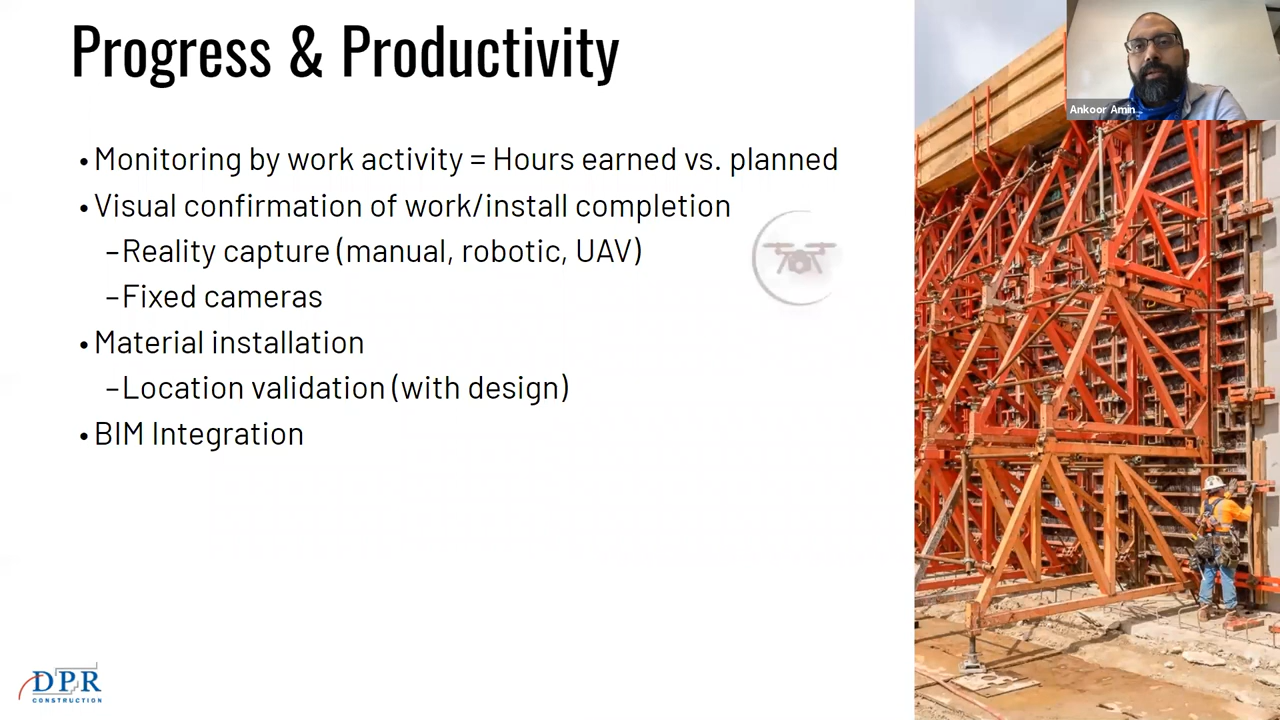 Progress & Productivity
Ankoor Amin
• Monitoring by work activity = Hours earned vs. planned
• Visual confirmation of work/install completion
–Reality capture (manual, robotic, UAV)
–Fixed cameras
• Material installation
–Location validation (with design)
• BIM Integration
DPR
CONSTRUCTION